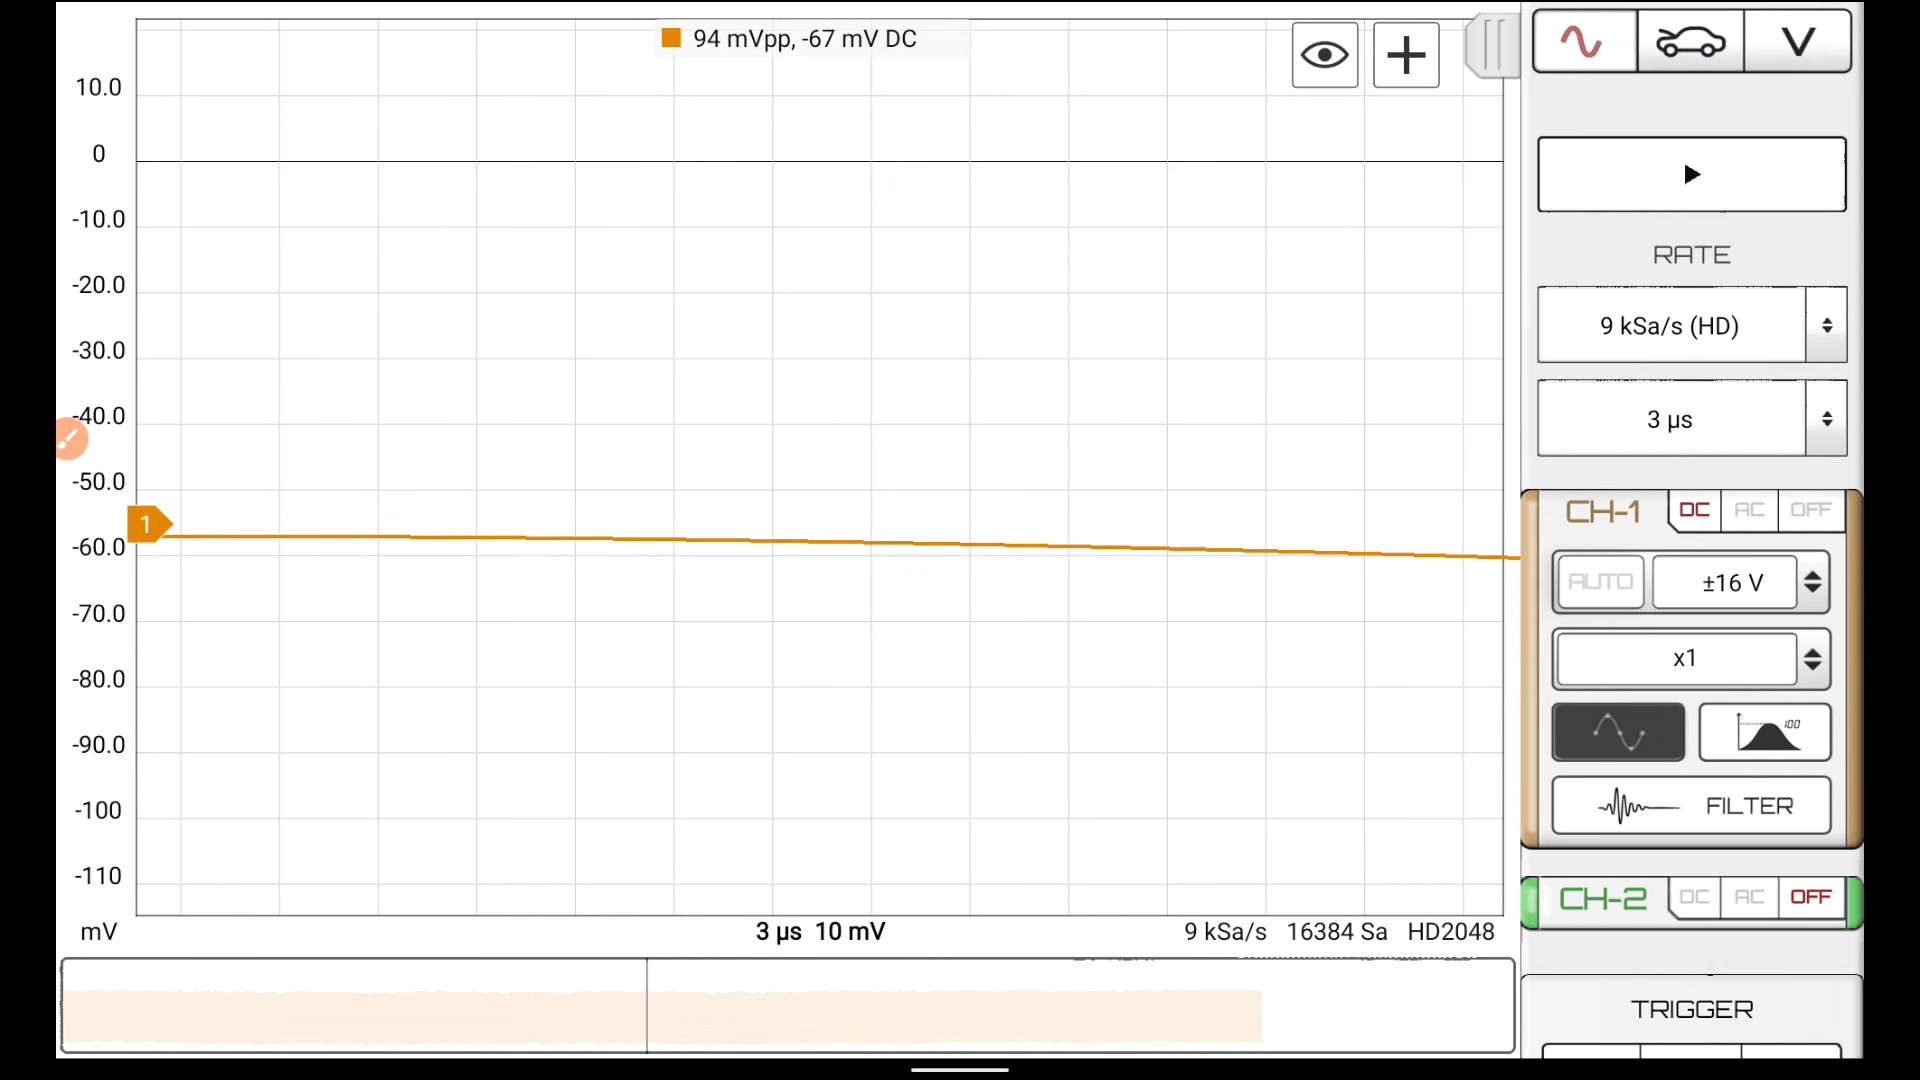 94 mVpp, -67 mV DC
V
10.0
0
-10.0
-20.0
-30.0
-40.0
-50.0
-60.0
-70.0
-80.0
-90.0
-100
-110
1
mV
3 µs 10 mV
9 kSa/s 16384 Sa HD2048
RATE
9 kSa/s (HD)
3 µs
CH-1 DC AC OFF
AUTO ±16 V
x1
100
FILTER
CH-2 DC AC OFF
TRIGGER